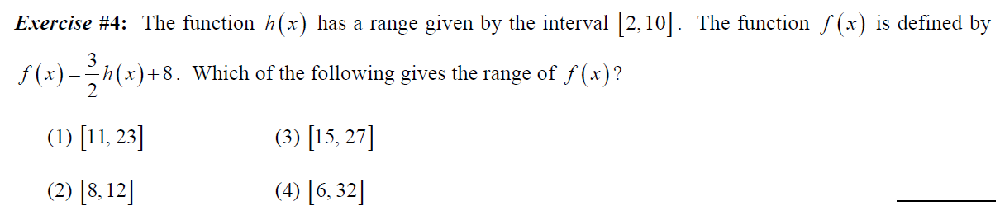 Exercise #4: The function h(x) has a range given by the interval [2,10]. The function f(x) is defined by
f(x)=3/2h(x)+8. Which of the following gives the range of f(x)?
(1) [11, 23] (3) [15, 27]
(2) [8, 12] (4) [6, 32]